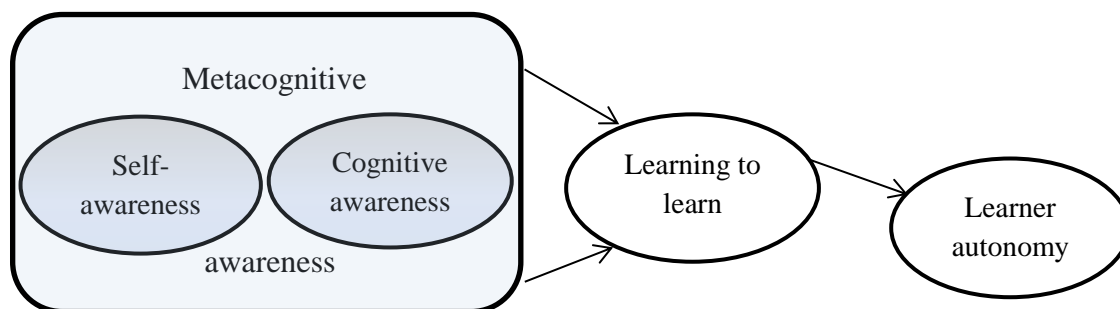 Metacognitive
Self-
awareness
Cognitive
awareness
awareness
Learning to
learn
Learner
autonomy